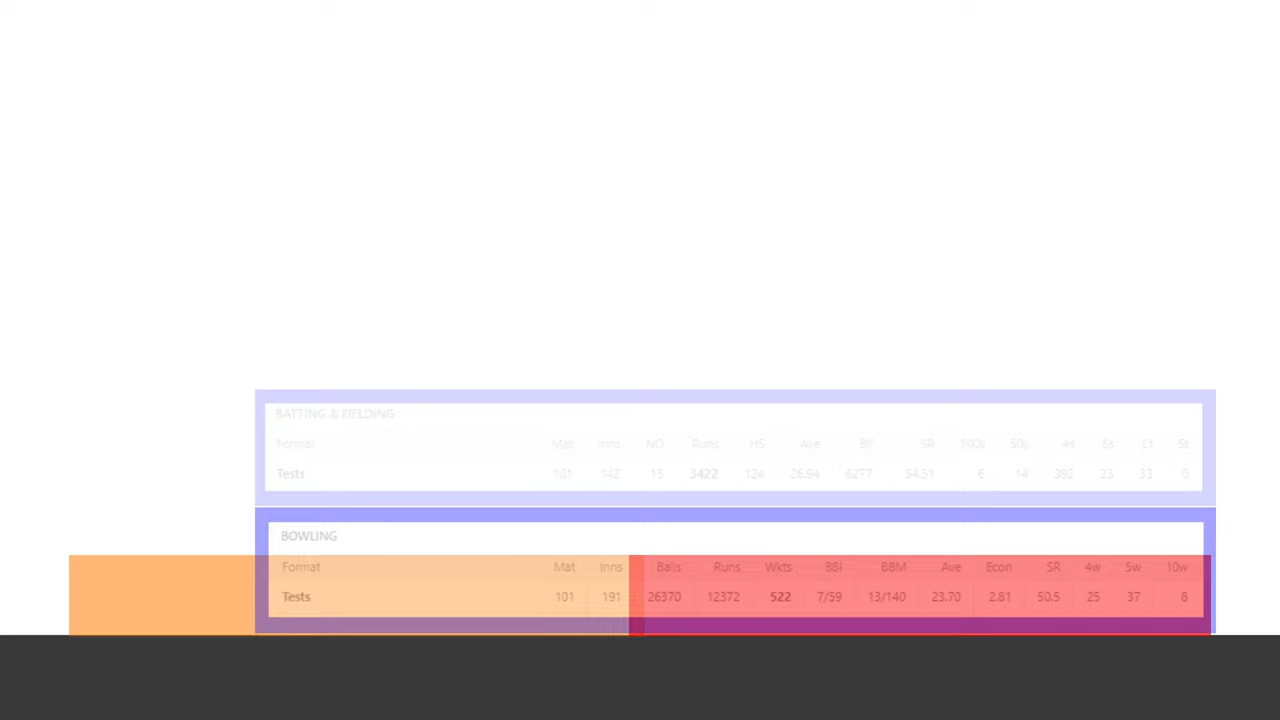 BATTING & FIELDING
Format Mat Inns NO Runs HS Ave BF SR 100s 50s 4s 6s Ct St
Tests 101 142 15 3422 124 26.94 6277 54.51 6 14 392 23 33 0
BOWLING
Format Mat Inns Balls Runs Wkts BBI BBM Ave Econ SR 4w 5w 10w
Tests 101 191 26370 12372 522 7/59 13/140 23.70 2.81 50.5 25 37 8